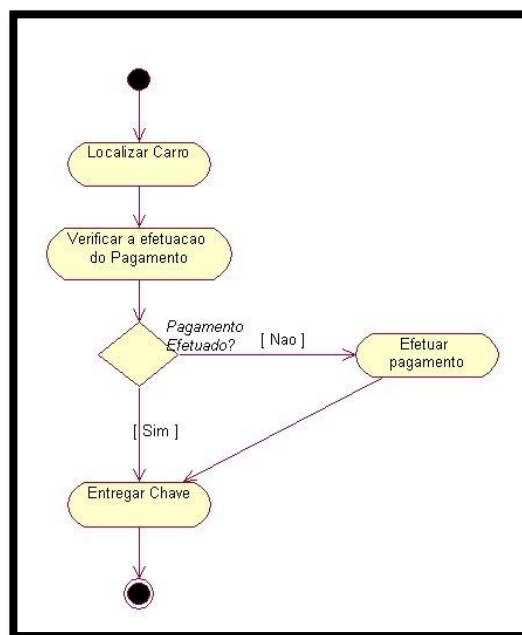 Localizar Carro
Verificar a efetuacao
do Pagamento
Pagamento
Efetuado?
[ Nao ]
Efetuar
pagamento
[ Sim ]
Entregar Chave